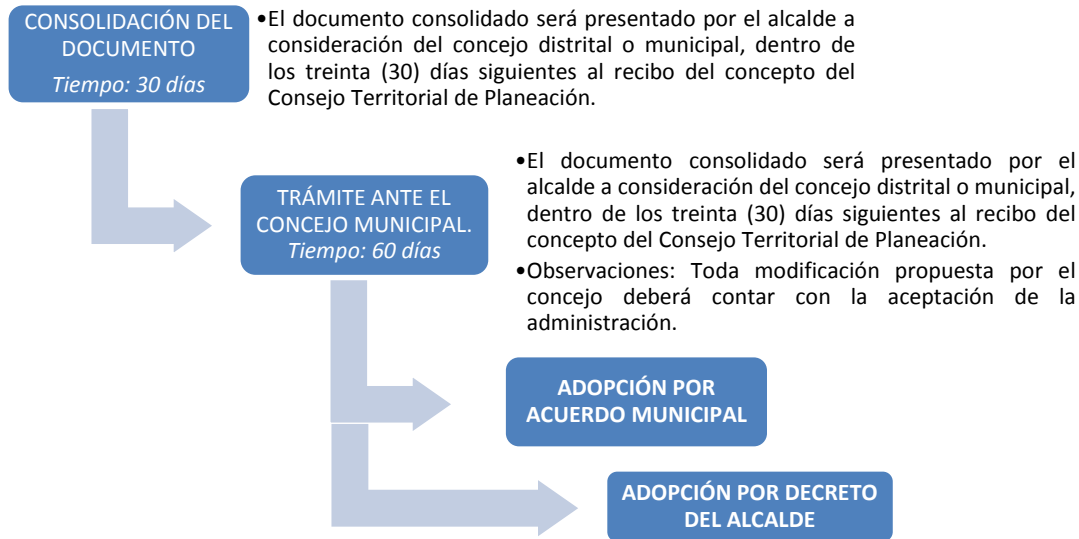 CONSOLIDACIÓN DEL
DOCUMENTO
Tiempo: 30 días
•El documento consolidado será presentado por el alcalde a
consideración del concejo distrital o municipal, dentro de
los treinta (30) días siguientes al recibo del concepto del
Consejo Territorial de Planeación.
TRÁMITE ANTE EL
CONCEJO MUNICIPAL.
Tiempo: 60 días
•El documento consolidado será presentado por el
alcalde a consideración del concejo distrital o municipal,
dentro de los treinta (30) días siguientes al recibo del
concepto del Consejo Territorial de Planeación.
•Observaciones: Toda modificación propuesta por el
concejo deberá contar con la aceptación de la
administración.
ADOPCIÓN POR
ACUERDO MUNICIPAL
ADOPCIÓN POR DECRETO
DEL ALCALDE